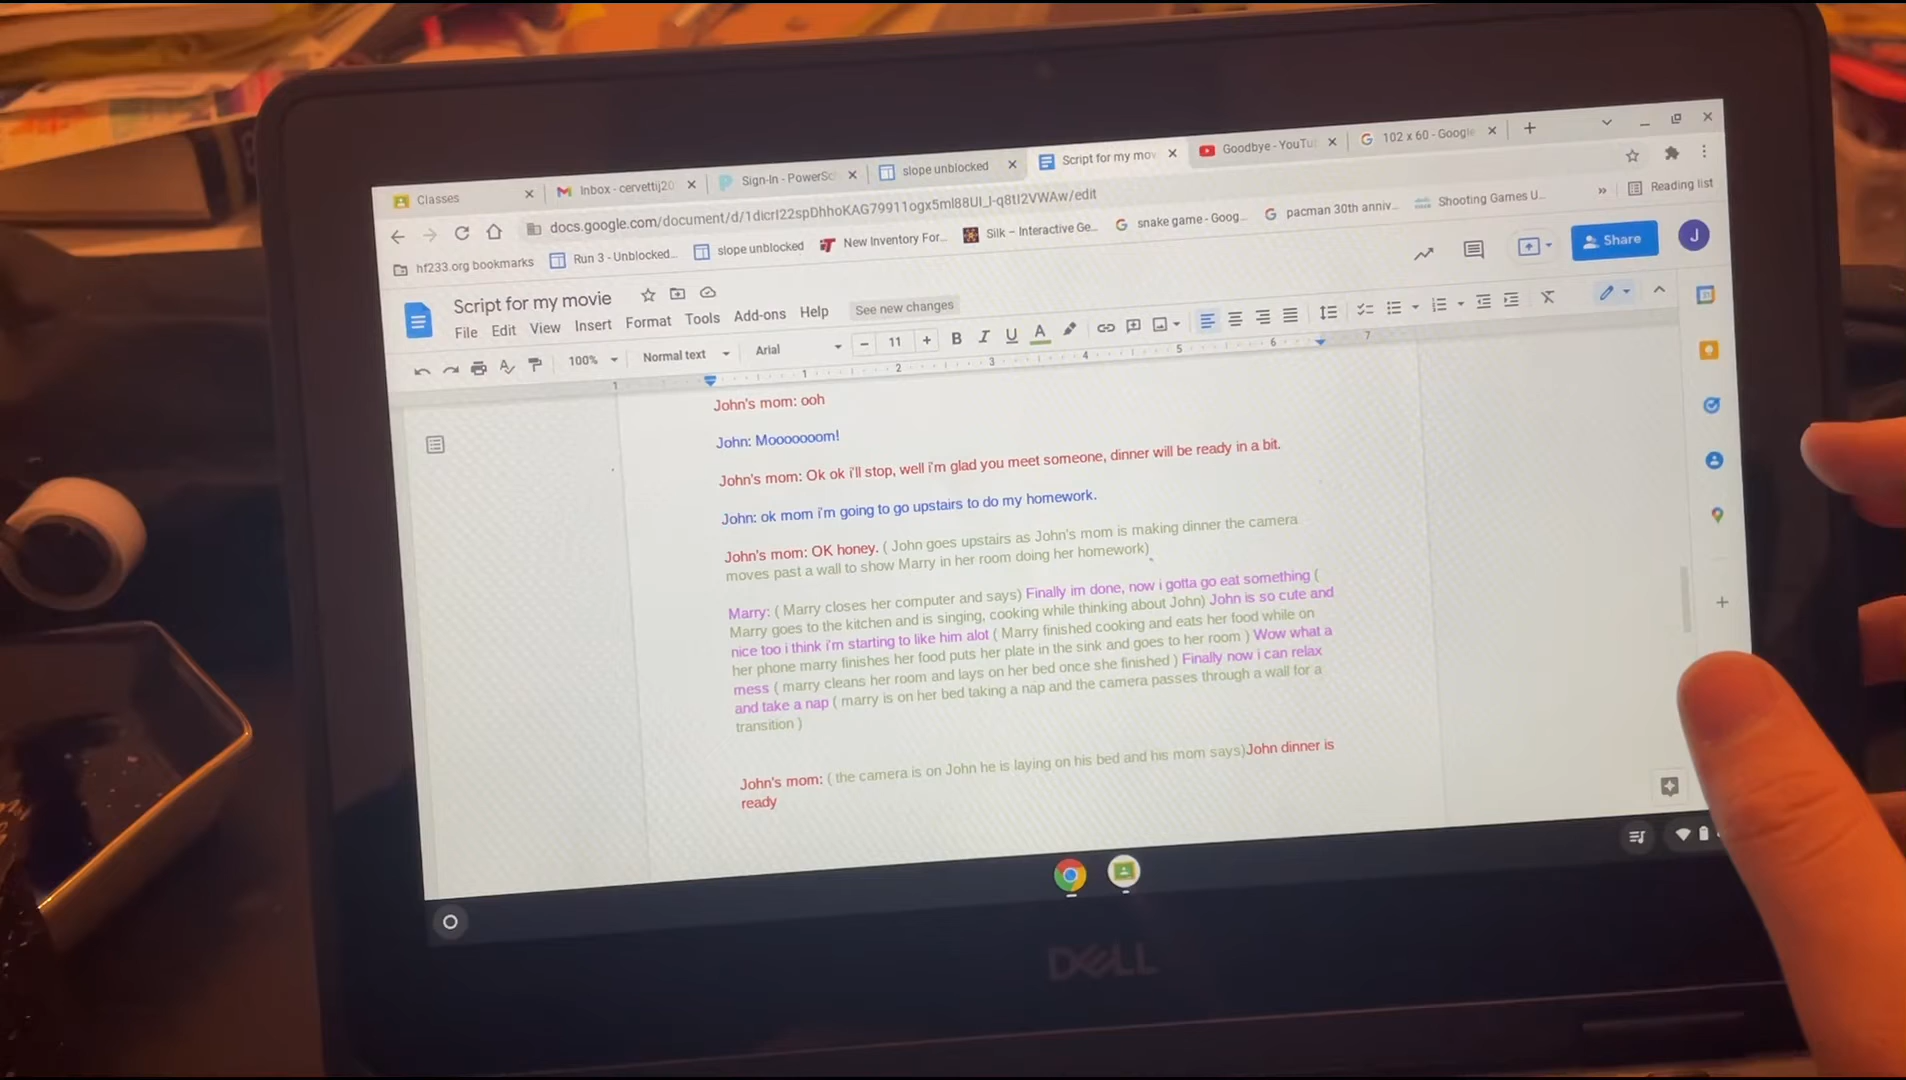 Classes
Inbox - cervettij20
Sign-In - PowerSc
slope unblocked
Script for my mov
Goodbye - YouTu
102 x 60 - Google
docs.google.com/document/d/1dicrI22spDhhoKAG79911ogx5ml88UI_I-q8tI2VWAw/edit
Reading list
hf233.org bookmarks
Run 3 - Unblocked...
slope unblocked
New Inventory For...
Silk – Interactive Ge...
snake game - Goog...
pacman 30th anniv...
Shooting Games U...
Script for my movie
Share
J
File Edit View Insert Format Tools Add-ons Help
See new changes
100%
Normal text
Arial
11
B I U A
1 1 2 3 4 5 6 7
John's mom: ooh
John: Mooooooom!
John's mom: Ok ok i'll stop, well i'm glad you meet someone, dinner will be ready in a bit.
John: ok mom i'm going to go upstairs to do my homework.
John's mom: OK honey. ( John goes upstairs as John's mom is making dinner the camera
moves past a wall to show Marry in her room doing her homework)
Marry: ( Marry closes her computer and says) Finally im done, now i gotta go eat something (
Marry goes to the kitchen and is singing, cooking while thinking about John) John is so cute and
nice too i think i'm starting to like him alot ( Marry finished cooking and eats her food while on
her phone marry finishes her food puts her plate in the sink and goes to her room ) Wow what a
mess ( marry cleans her room and lays on her bed once she finished ) Finally now i can relax
and take a nap ( marry is on her bed taking a nap and the camera passes through a wall for a
transition )
John's mom: ( the camera is on John he is laying on his bed and his mom says)John dinner is
ready
DELL